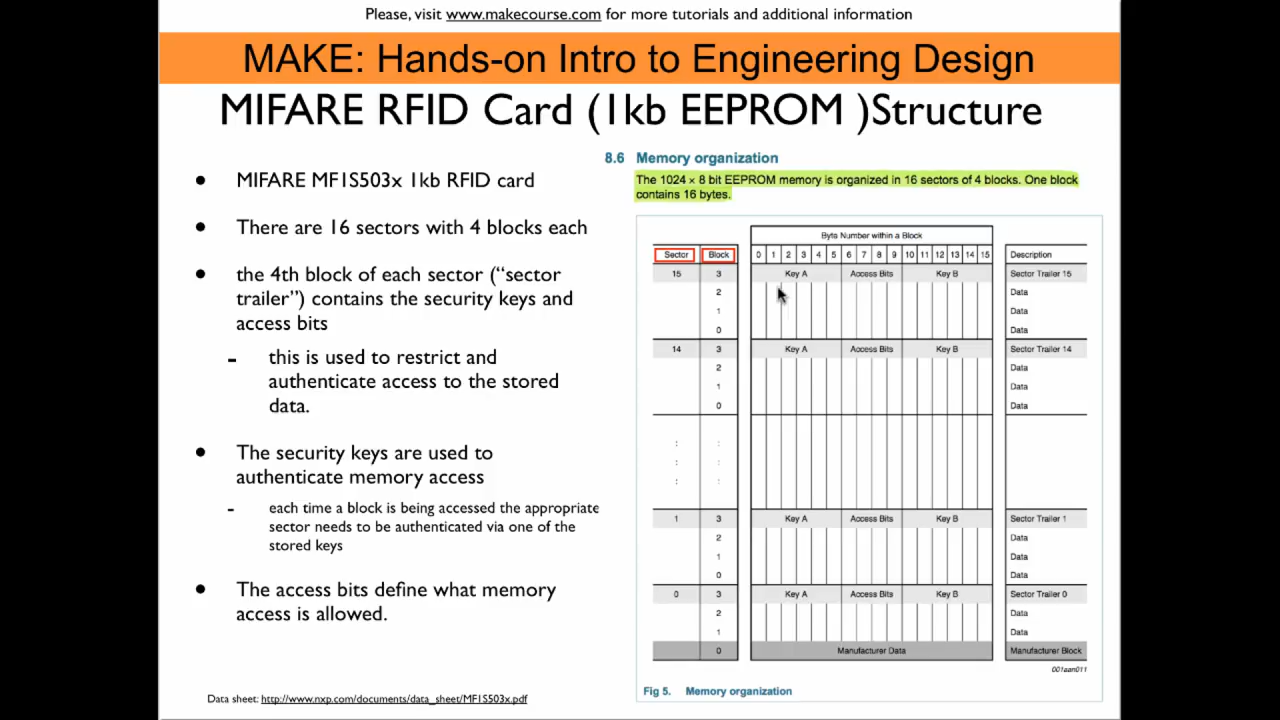 Please, visit www.makecourse.com for more tutorials and additional information
MAKE: Hands-on Intro to Engineering Design
MIFARE RFID Card (1kb EEPROM )Structure
• MIFARE MF1S503x 1kb RFID card
• There are 16 sectors with 4 blocks each
• the 4th block of each sector ("sector
trailer") contains the security keys and
access bits
- this is used to restrict and
authenticate access to the stored
data.
• The security keys are used to
authenticate memory access
- each time a block is being accessed the appropriate
sector needs to be authenticated via one of the
stored keys
• The access bits define what memory
access is allowed.
Data sheet: http://www.nxp.com/documents/data_sheet/MF1S503x.pdf
8.6 Memory organization
The 1024 × 8 bit EEPROM memory is organized in 16 sectors of 4 blocks. One block
contains 16 bytes.
Byte Number within a Block
Sector Block 0 1 2 3 4 5 6 7 8 9 10 11 12 13 14 15 Description
15 3 Key A Access Bits Key B Sector Trailer 15
2 Data
1 Data
0 Data
14 3 Key A Access Bits Key B Sector Trailer 14
2 Data
1 Data
0 Data
: :
: :
: :
1 3 Key A Access Bits Key B Sector Trailer 1
2 Data
1 Data
0 Data
0 3 Key A Access Bits Key B Sector Trailer 0
2 Data
1 Data
0 Manufacturer Data Manufacturer Block
001aan011
Fig 5. Memory organization